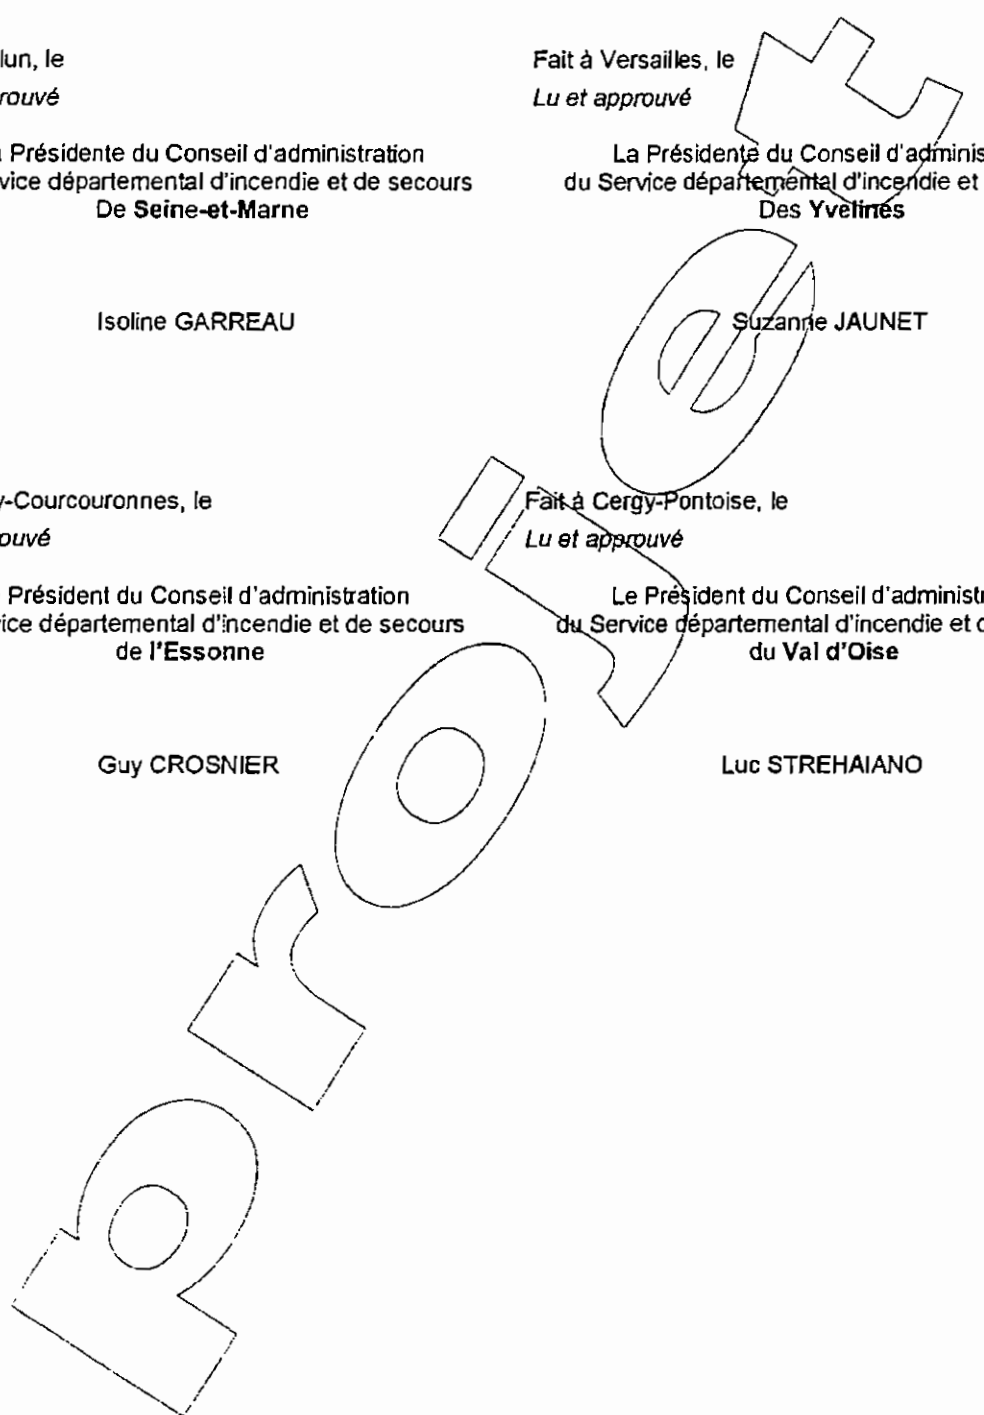 lun, le
rouvé
Présidente du Conseil d'administration
vice départemental d'incendie et de secours
De Seine-et-Marne
Isoline GARREAU
Fait à Versailles, le
Lu et approuvé
La Présidente du Conseil d'adminis
du Service départemental d'incendie et
Des Yvelines
Suzanne JAUNET
y-Courcouronnes, le
ouvé
Président du Conseil d'administration
ice départemental d'incendie et de secours
de l'Essonne
Guy CROSNIER
Fait à Cergy-Pontoise, le
Lu et approuvé
Le Président du Conseil d'administ
du Service départemental d'incendie et d
du Val d'Oise
Luc STREHAIANO
projet